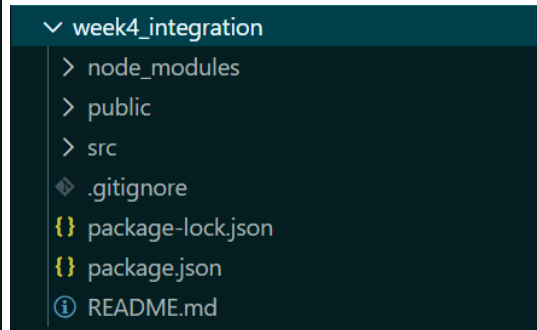 week4_integration
node_modules
public
src
.gitignore
package-lock.json
package.json
README.md